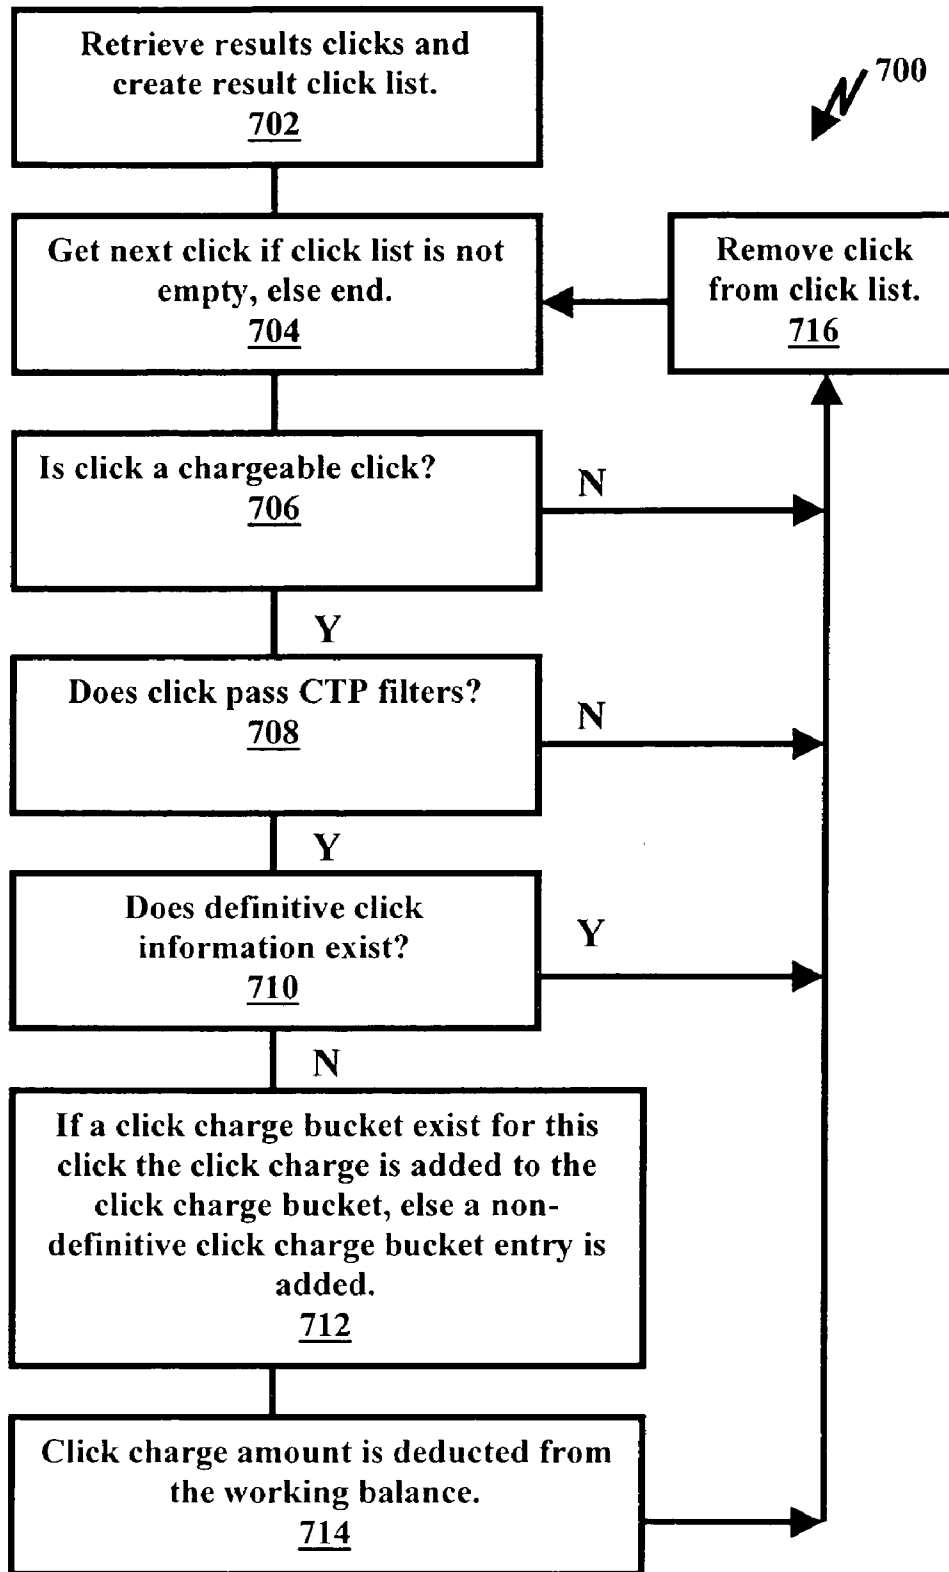 Retrieve results clicks and
create result click list.
702
700
Get next click if click list is not
empty, else end.
704
Remove click
from click list.
716
Is click a chargeable click?
706
N
Y
Does click pass CTP filters?
708
N
Y
Does definitive click
information exist?
710
Y
N
If a click charge bucket exist for this
click the click charge is added to the
click charge bucket, else a non-
definitive click charge bucket entry is
added.
712
Click charge amount is deducted from
the working balance.
714